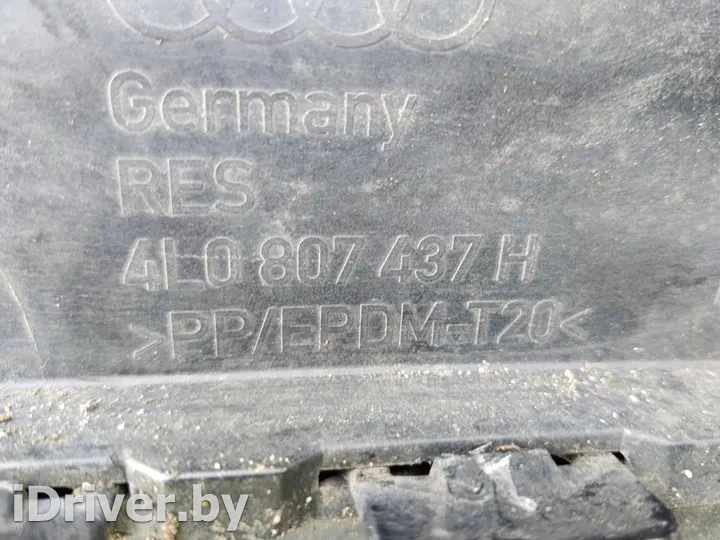 Germany
RES
4L0 807 437 H
>PP/EPDM-T20<
iDriver.by